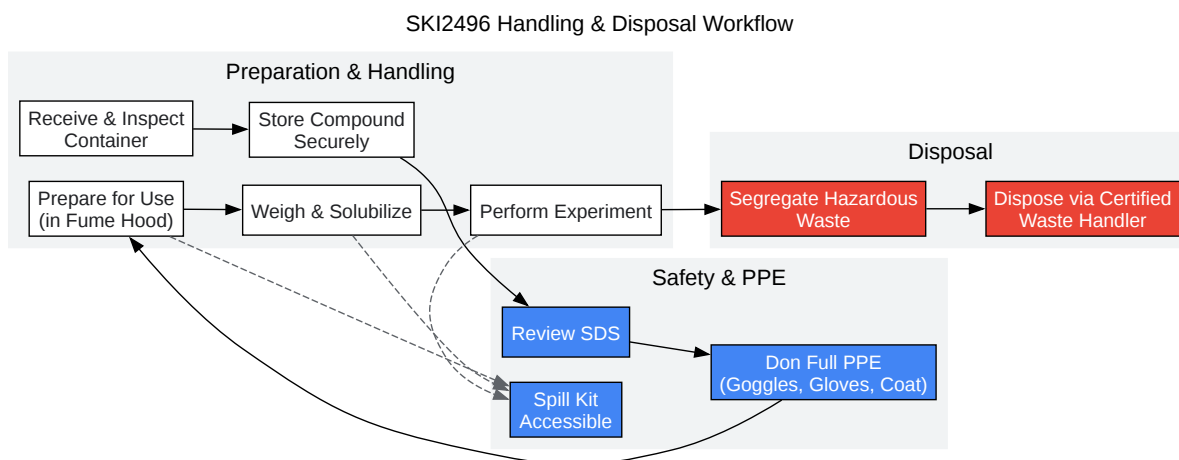 SKI2496 Handling & Disposal Workflow
Preparation & Handling
Receive & Inspect
Container
Store Compound
Securely
Prepare for Use
(in Fume Hood)
Weigh & Solubilize
Perform Experiment
Disposal
Segregate Hazardous
Waste
Dispose via Certified
Waste Handler
Safety & PPE
Review SDS
Don Full PPE
(Goggles, Gloves, Coat)
Spill Kit
Accessible